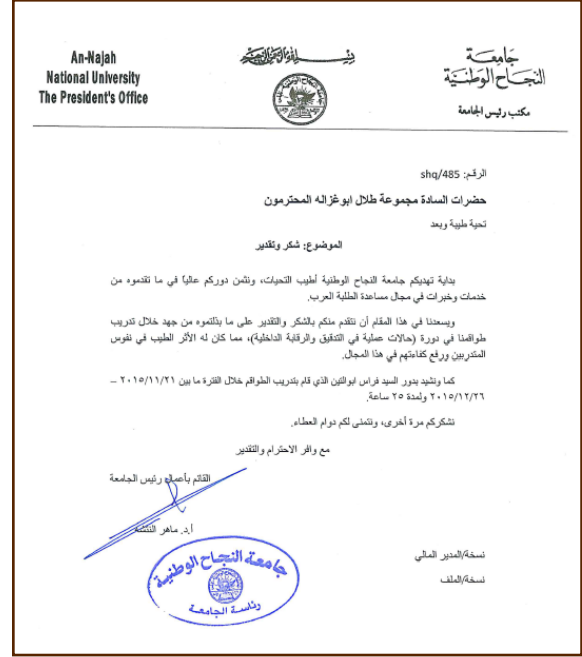 An-Najah
National University
The President's Office
بسم الله الرحمن الرحيم
جامعة
النجاح الوطنية
مكتب رئيس الجامعة
الرقم: shq/485
حضرات السادة مجموعة طلال ابوغزاله المحترمون
تحية طيبة وبعد
الموضوع: شكر وتقدير
بداية تهديكم جامعة النجاح الوطنية أطيب التحيات، ونثمن دوركم عالياً في ما تقدموه من
خدمات وخبرات في مجال مساعدة الطلبة العرب.
ويسعدنا في هذا المقام أن نتقدم منكم بالشكر والتقدير على ما بذلتموه من جهد خلال تدريب
طواقمنا في دورة (حالات عملية في التدقيق والرقابة الداخلية)، مما كان له الأثر الطيب في نفوس
المتدربين ورفع كفاءتهم في هذا المجال.
كما ونشيد بدور السيد فراس ابوالتين الذي قام بتدريب الطواقم خلال الفترة ما بين ٢٠١٥/١١/٢١ –
٢٠١٥/١٢/٢٦ ولمدة ٢٥ ساعة.
نشكركم مرة أخرى، ونتمنى لكم دوام العطاء.
مع وافر الاحترام والتقدير
القائم بأعمال رئيس الجامعة
أ.د. ماهر النتشة
نسخة/المدير المالي
نسخة/الملف
جامعة النجاح الوطنية
رئاسة الجامعة